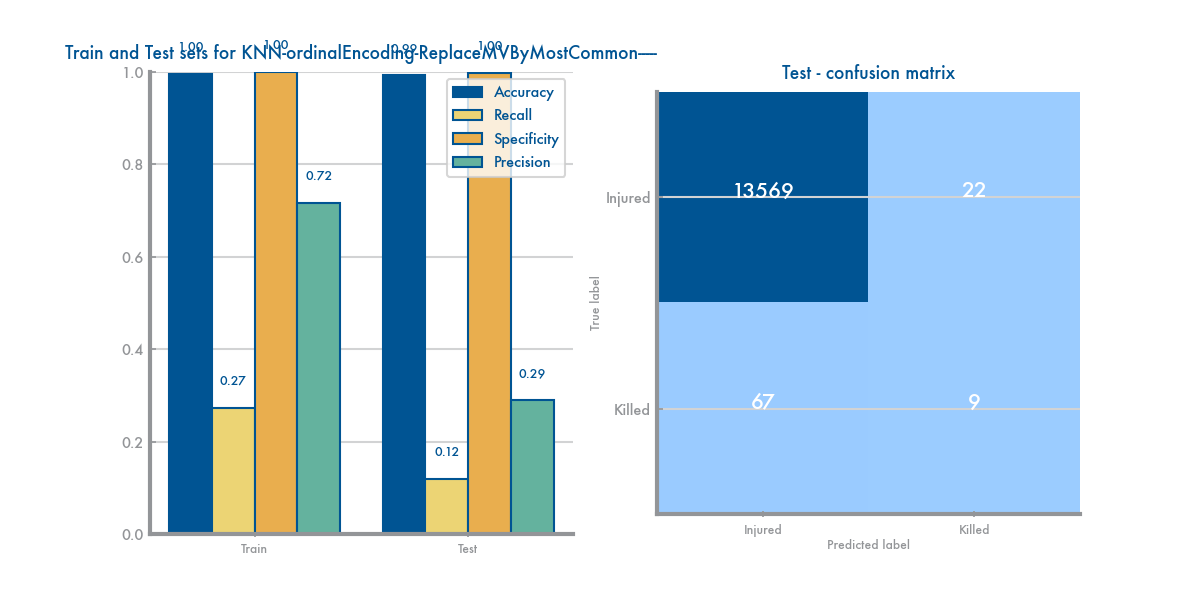 Train and Test sets for KNN-ordinalEncoding-ReplaceMVByMostCommon—
1.00
1.00
0.99
1.00
1.0
0.8
0.6
0.4
0.2
0.0
0.27
0.72
0.12
0.29
Accuracy
Recall
Specificity
Precision
Train
Test
Test - confusion matrix
True label
Injured
13569
22
Killed
67
9
Injured
Killed
Predicted label